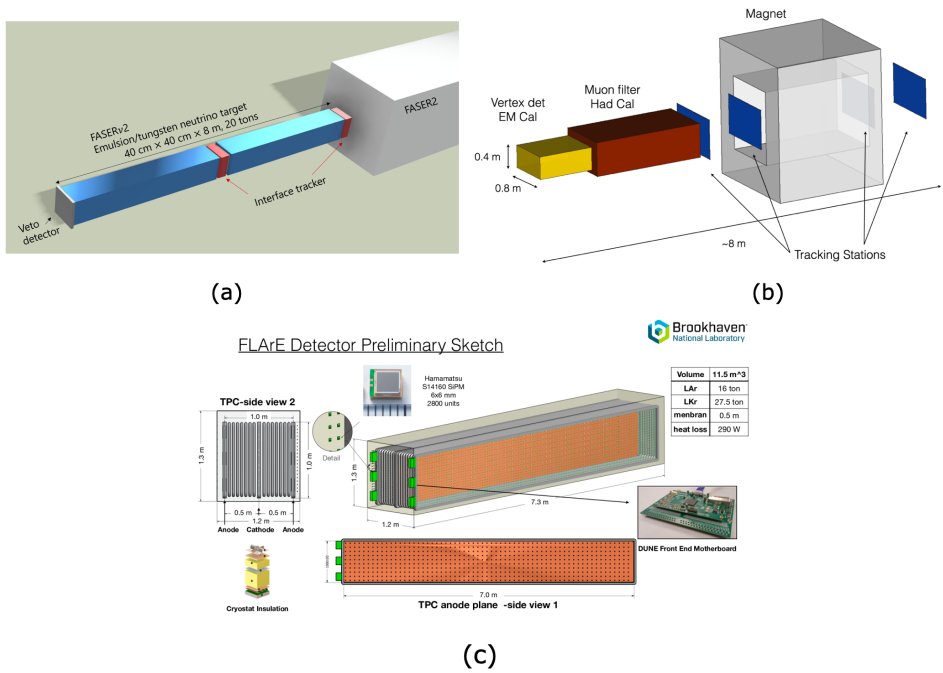 FASERν2
Emulsion/tungsten neutrino target
40 cm × 40 cm × 8 m, 20 tons
FASER2
Interface tracker
Veto
detector
(a)
Magnet
Vertex det
EM Cal
Muon filter
Had Cal
0.4 m
0.8 m
~8 m
Tracking Stations
(b)
FLArE Detector Preliminary Sketch
Brookhaven
National Laboratory
Volume 11.5 m^3
LAr 16 ton
LKr 27.5 ton
menbran 0.5 m
heat loss 290 W
Hamamatsu
S14160 SiPM
6x6 mm
2800 units
TPC-side view 2
1.0 m
1.3 m
1.0 m
0.5 m 0.5 m
Anode Cathode Anode
1.2 m
Detail
1.3 m
1.2 m
7.3 m
DUNE Front End Motherboard
Cryostat Insulation
7.0 m
TPC anode plane -side view 1
(c)